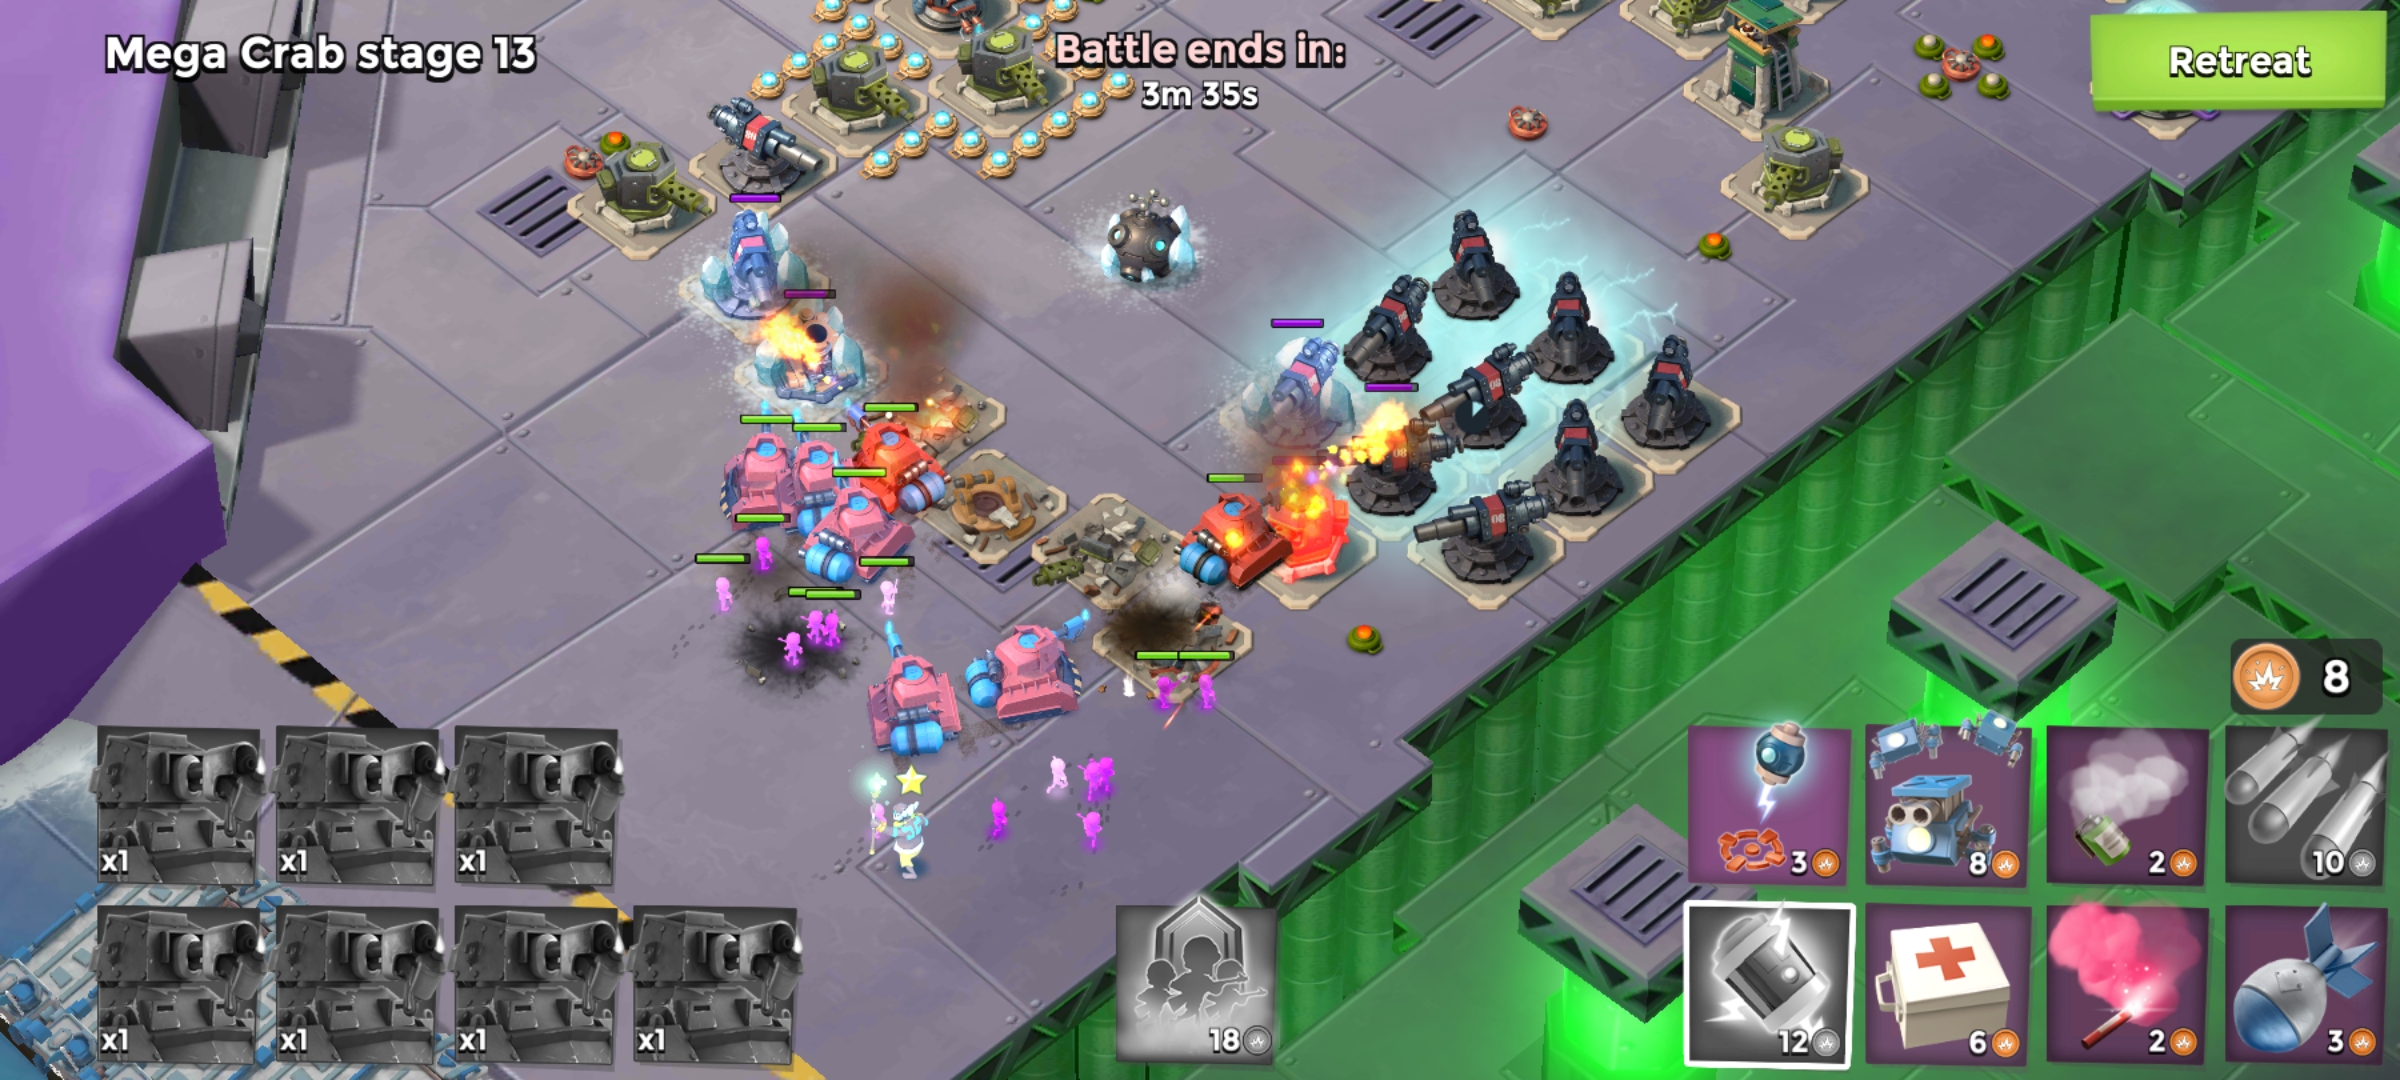 Mega Crab stage 13
Battle ends in:
3m 35s
Retreat
8
x1
x1
x1
3
8
2
10
x1
x1
x1
x1
18
12
6
2
3